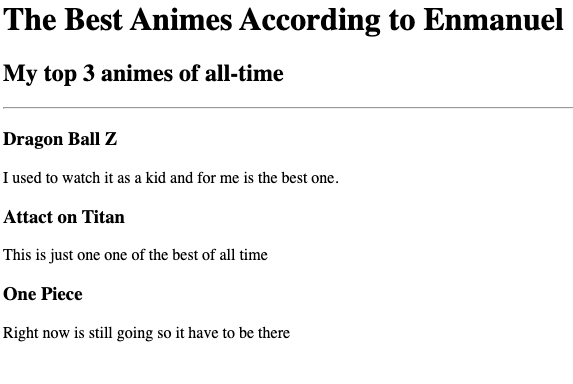 The Best Animes According to Enmanuel
My top 3 animes of all-time
Dragon Ball Z
I used to watch it as a kid and for me is the best one.
Attact on Titan
This is just one one of the best of all time
One Piece
Right now is still going so it have to be there